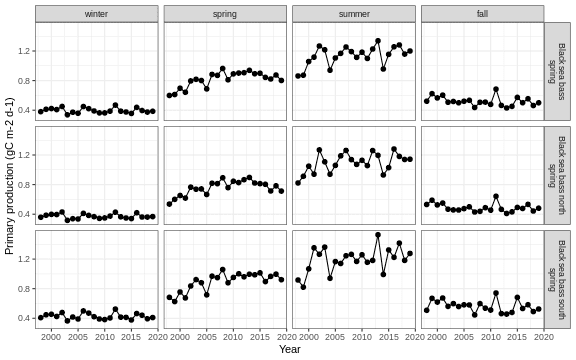 winter spring summer fall
1.2
0.8
0.4
Black sea bass
spring
1.2
0.8
0.4
Black sea bass north
spring
1.2
0.8
0.4
Black sea bass south
spring
2000 2005 2010 2015 2020 2000 2005 2010 2015 2020 2000 2005 2010 2015 2020 2000 2005 2010 2015 2020
Year
Primary production (gC m-2 d-1)